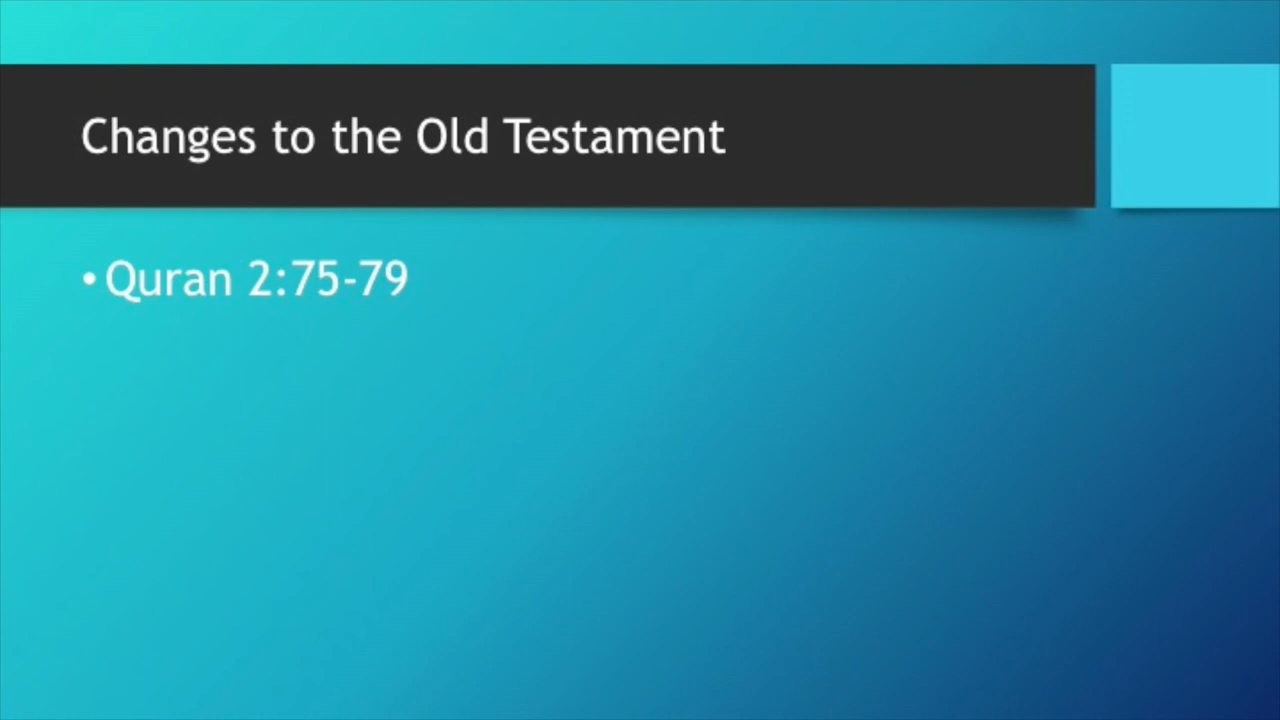 Changes to the Old Testament
• Quran 2:75-79